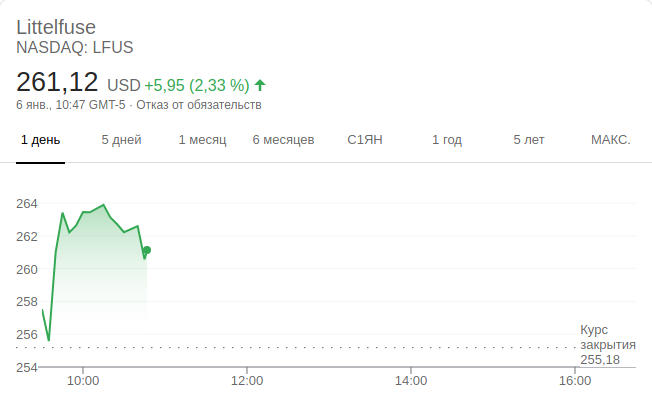 Littelfuse
NASDAQ: LFUS
261,12 USD +5,95 (2,33 %)
6 янв., 10:47 GMT-5 · Отказ от обязательств
1 день 5 дней 1 месяц 6 месяцев С1ЯН 1 год 5 лет МАКС.
264
262
260
258
256
254
Курс
закрытия
255,18
10:00 12:00 14:00 16:00